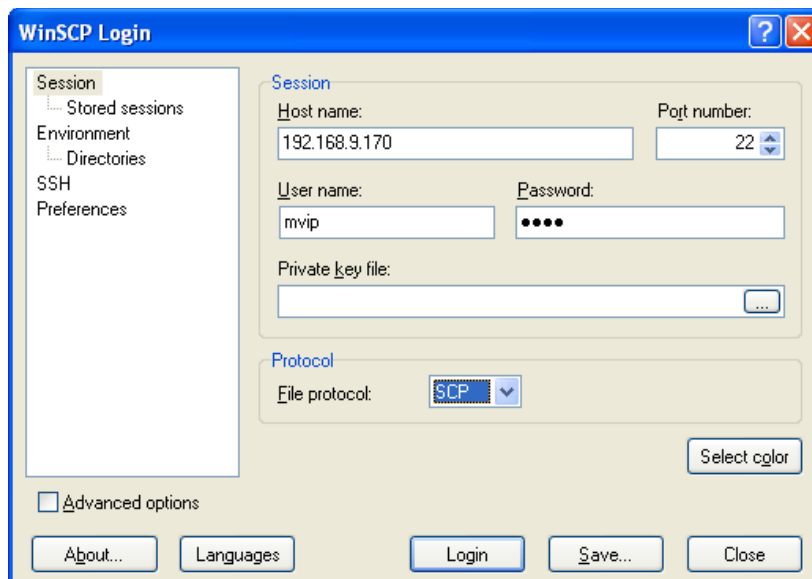 WinSCP Login
Session
Stored sessions
Environment
Directories
SSH
Preferences
Session
Host name: Port number:
192.168.9.170 22
User name: Password:
mvip ●●●●
Private key file:
...
Protocol
File protocol: SCP
Select color
Advanced options
About... Languages Login Save... Close